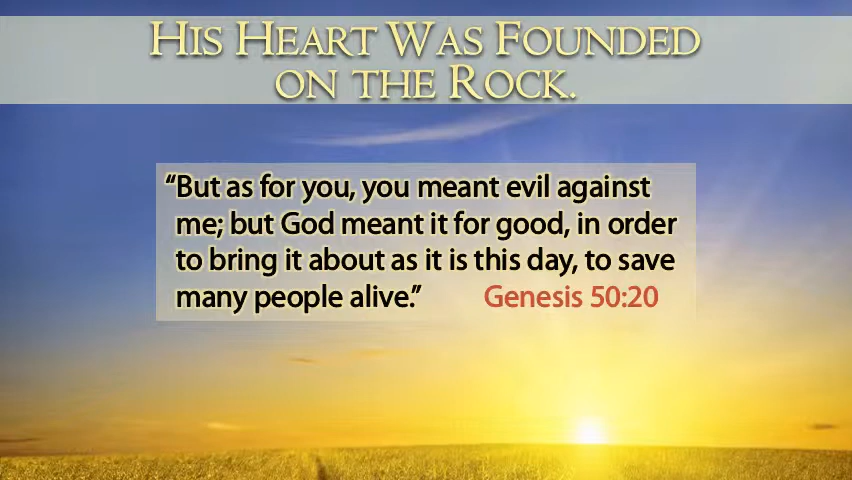 His Heart Was Founded
on the Rock.
“But as for you, you meant evil against
me; but God meant it for good, in order
to bring it about as it is this day, to save
many people alive.” Genesis 50:20